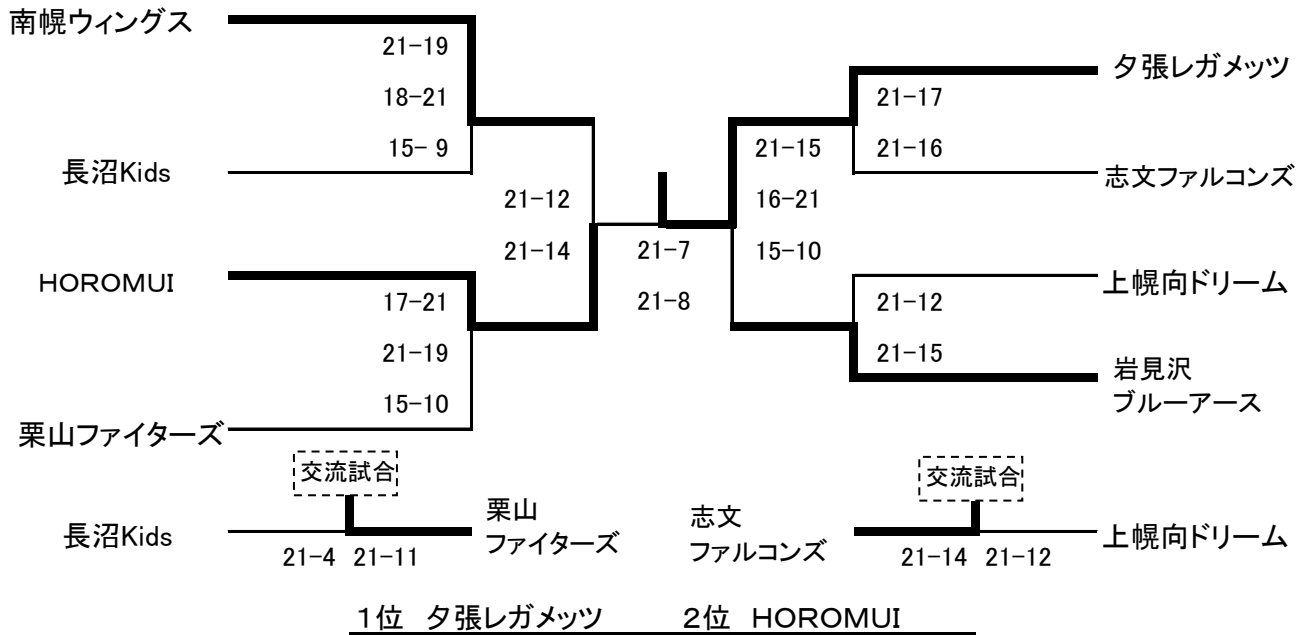 南幌ウィングス
21-19
18-21
15- 9
長沼Kids
21-12
21-14
HOROMUI
17-21
21-19
15-10
栗山ファイターズ
21-7
21-8
夕張レガメッツ
21-17
21-16
志文ファルコンズ
21-15
16-21
15-10
上幌向ドリーム
21-12
21-15
岩見沢
ブルーアース
交流試合
長沼Kids
栗山
ファイターズ
21-4 21-11
交流試合
志文
ファルコンズ
上幌向ドリーム
21-14 21-12
1位 夕張レガメッツ 2位 HOROMUI